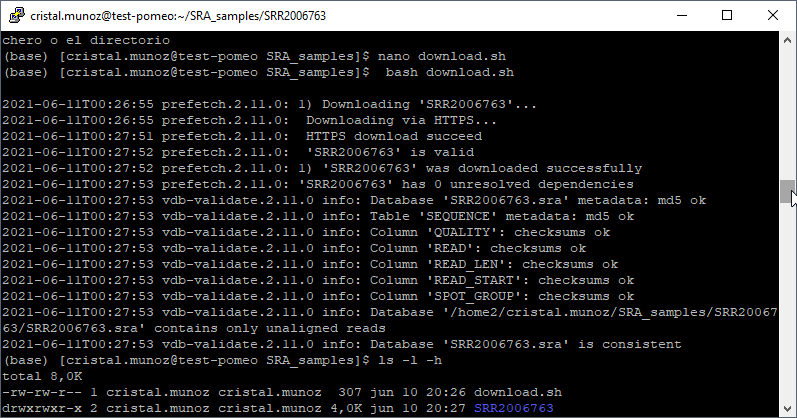 cristal.munoz@test-pomeo:~/SRA_samples/SRR2006763
chero o el directorio
(base) [cristal.munoz@test-pomeo SRA_samples]$ nano download.sh
(base) [cristal.munoz@test-pomeo SRA_samples]$  bash download.sh
2021-06-11T00:26:55 prefetch.2.11.0: 1) Downloading 'SRR2006763'...
2021-06-11T00:26:55 prefetch.2.11.0:  Downloading via HTTPS...
2021-06-11T00:27:51 prefetch.2.11.0:  HTTPS download succeed
2021-06-11T00:27:52 prefetch.2.11.0:  'SRR2006763' is valid
2021-06-11T00:27:52 prefetch.2.11.0: 1) 'SRR2006763' was downloaded successfully
2021-06-11T00:27:53 prefetch.2.11.0: 'SRR2006763' has 0 unresolved dependencies
2021-06-11T00:27:53 vdb-validate.2.11.0 info: Database 'SRR2006763.sra' metadata: md5 ok
2021-06-11T00:27:53 vdb-validate.2.11.0 info: Table 'SEQUENCE' metadata: md5 ok
2021-06-11T00:27:53 vdb-validate.2.11.0 info: Column 'QUALITY': checksums ok
2021-06-11T00:27:53 vdb-validate.2.11.0 info: Column 'READ': checksums ok
2021-06-11T00:27:53 vdb-validate.2.11.0 info: Column 'READ_LEN': checksums ok
2021-06-11T00:27:53 vdb-validate.2.11.0 info: Column 'READ_START': checksums ok
2021-06-11T00:27:53 vdb-validate.2.11.0 info: Column 'SPOT_GROUP': checksums ok
2021-06-11T00:27:53 vdb-validate.2.11.0 info: Database '/home2/cristal.munoz/SRA_samples/SRR20067
63/SRR2006763.sra' contains only unaligned reads
2021-06-11T00:27:53 vdb-validate.2.11.0 info: Database 'SRR2006763.sra' is consistent
(base) [cristal.munoz@test-pomeo SRA_samples]$ ls -l -h
total 8,0K
-rw-rw-r-- 1 cristal.munoz cristal.munoz  307 jun 10 20:26 download.sh
drwxrwxr-x 2 cristal.munoz cristal.munoz 4,0K jun 10 20:27 SRR2006763